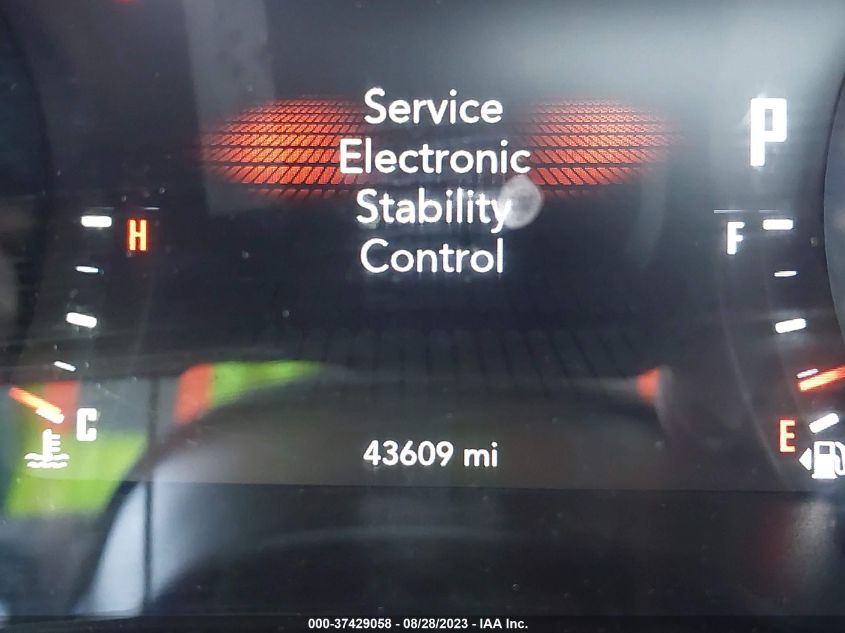 Service
Electronic
Stability
Control
P
H
F
C
E
43609 mi
000-37429058 - 08/28/2023 - IAA Inc.